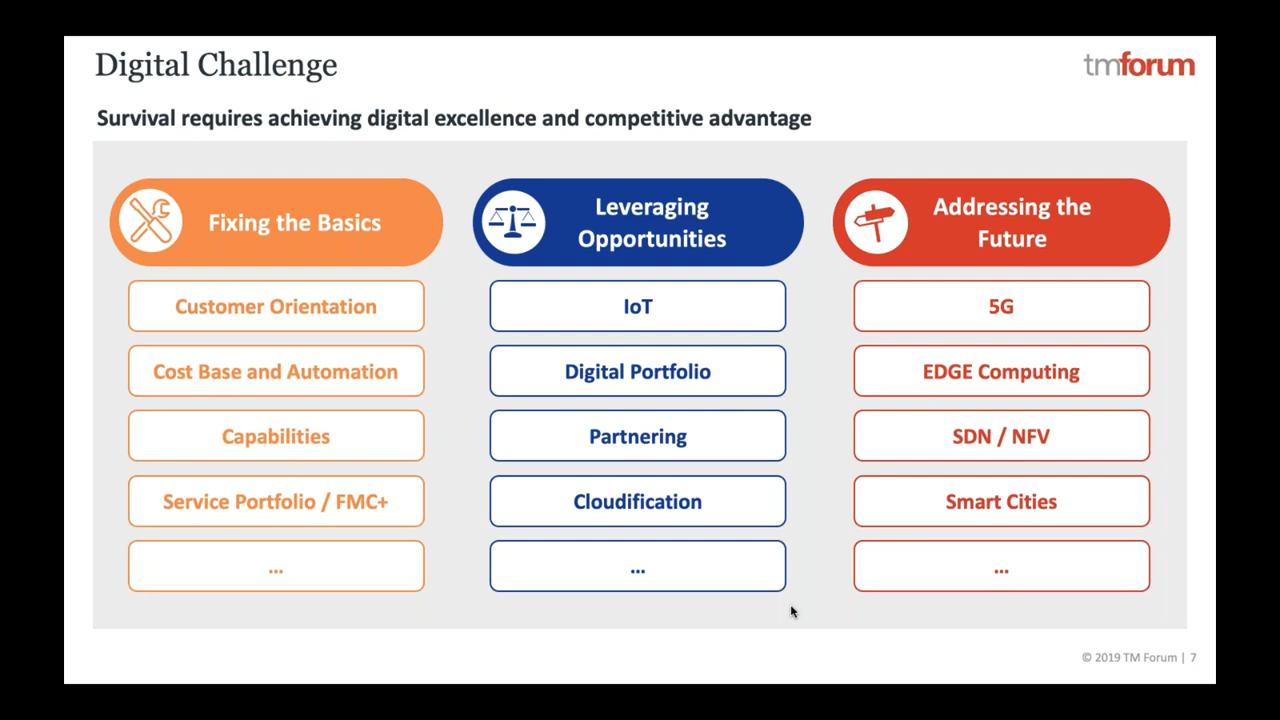 Digital Challenge
tmforum
Survival requires achieving digital excellence and competitive advantage
Fixing the Basics
Customer Orientation
Cost Base and Automation
Capabilities
Service Portfolio / FMC+
...
Leveraging
Opportunities
IoT
Digital Portfolio
Partnering
Cloudification
...
Addressing the
Future
5G
EDGE Computing
SDN / NFV
Smart Cities
...
© 2019 TM Forum | 7